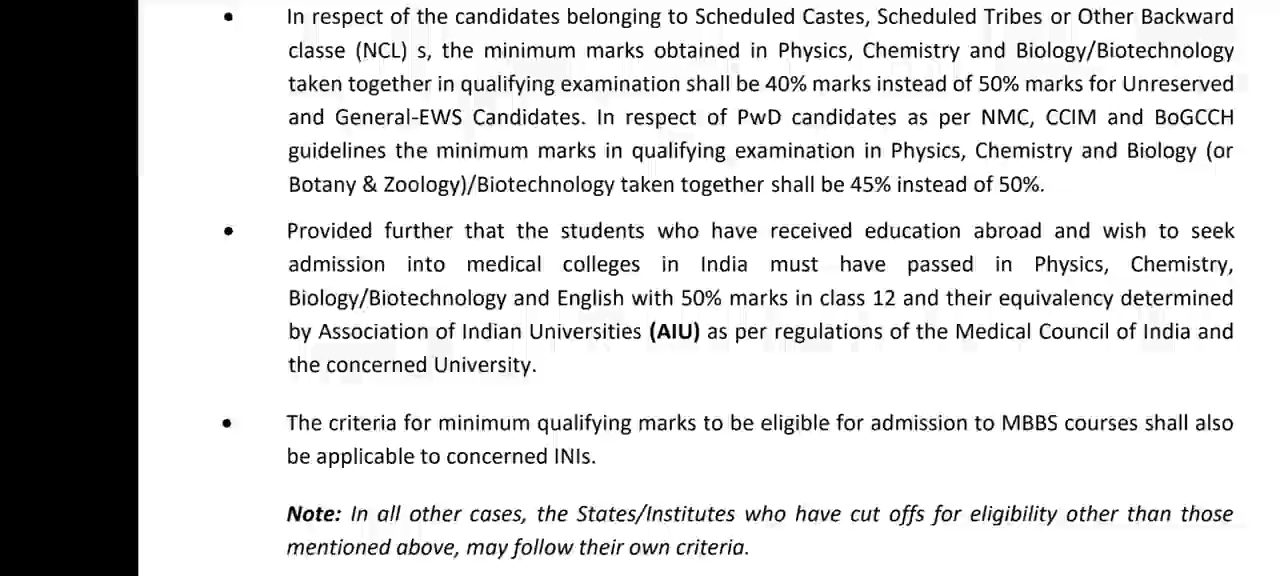 • In respect of the candidates belonging to Scheduled Castes, Scheduled Tribes or Other Backward
classe (NCL) s, the minimum marks obtained in Physics, Chemistry and Biology/Biotechnology
taken together in qualifying examination shall be 40% marks instead of 50% marks for Unreserved
and General-EWS Candidates. In respect of PwD candidates as per NMC, CCIM and BoGCCH
guidelines the minimum marks in qualifying examination in Physics, Chemistry and Biology (or
Botany & Zoology)/Biotechnology taken together shall be 45% instead of 50%.
• Provided further that the students who have received education abroad and wish to seek
admission into medical colleges in India must have passed in Physics, Chemistry,
Biology/Biotechnology and English with 50% marks in class 12 and their equivalency determined
by Association of Indian Universities (AIU) as per regulations of the Medical Council of India and
the concerned University.
• The criteria for minimum qualifying marks to be eligible for admission to MBBS courses shall also
be applicable to concerned INIs.
Note: In all other cases, the States/Institutes who have cut offs for eligibility other than those
mentioned above, may follow their own criteria.